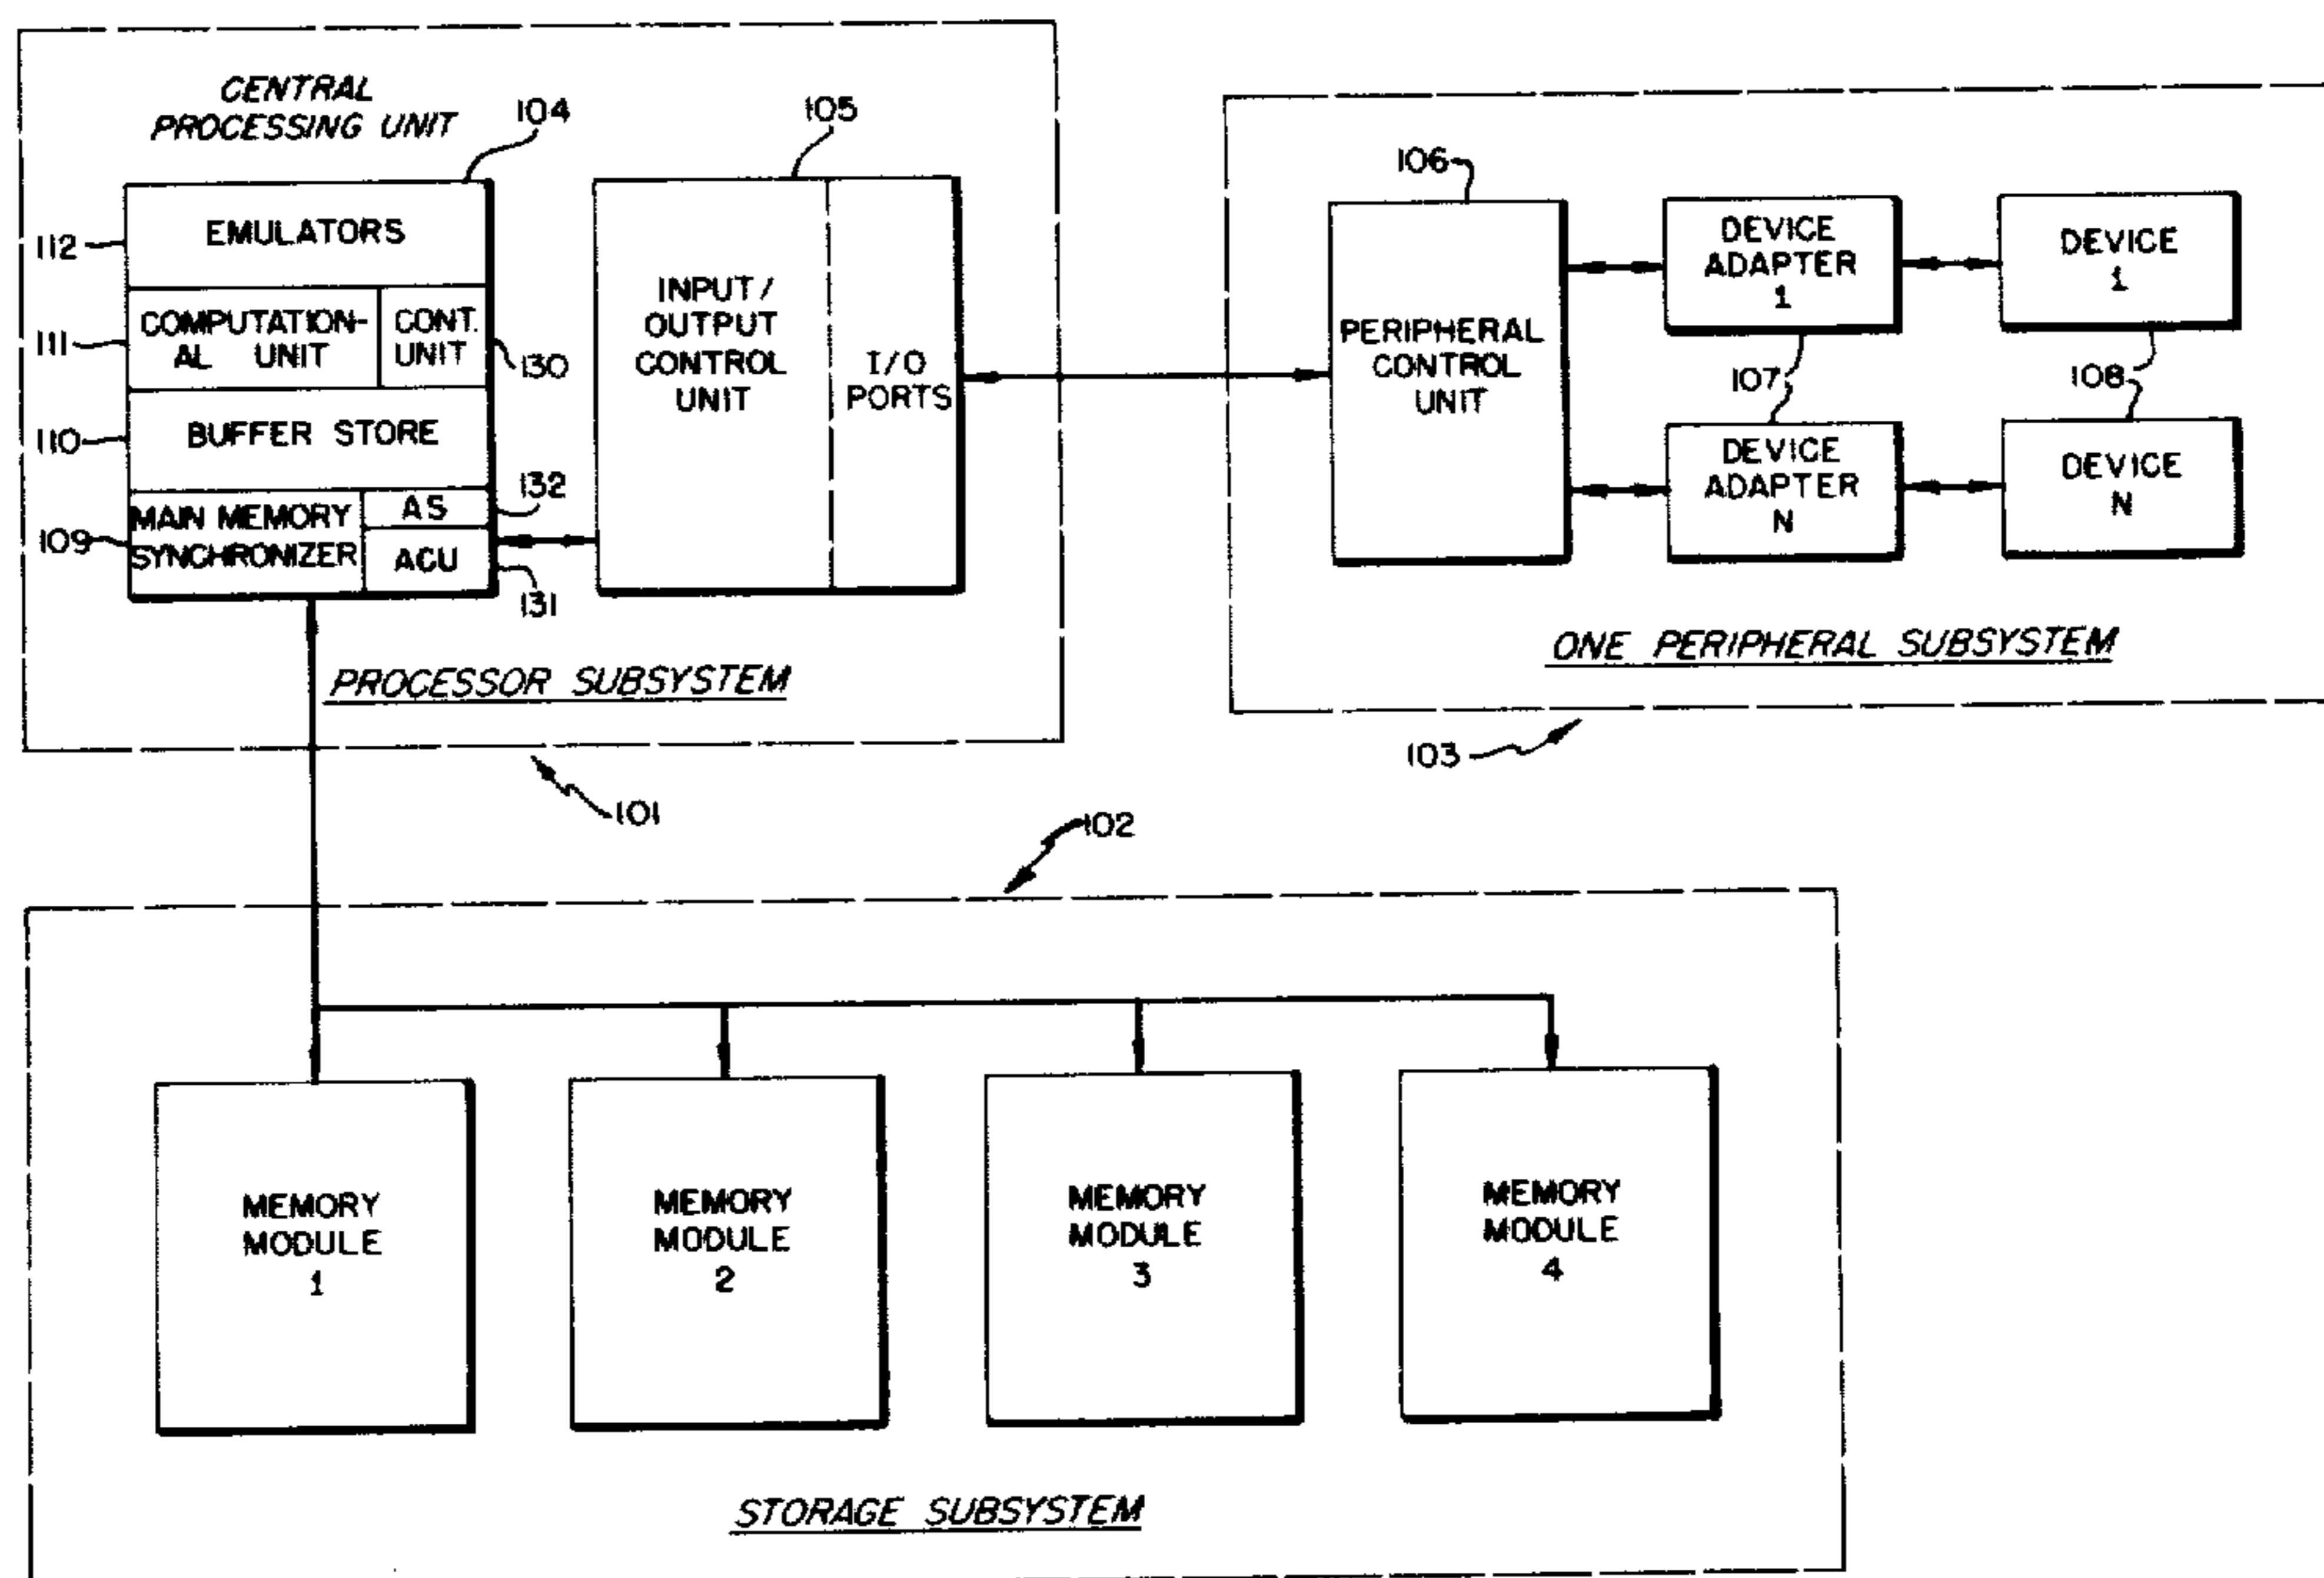 CENTRAL
PROCESSING UNIT
104
105
112
EMULATORS
111
COMPUTATION-
AL UNIT
CONT.
UNIT
130
110
BUFFER STORE
109
MAIN MEMORY
SYNCHRONIZER
AS
132
ACU
131
INPUT/
OUTPUT
CONTROL
UNIT
I/O
PORTS
PROCESSOR SUBSYSTEM
101
106
PERIPHERAL
CONTROL
UNIT
DEVICE
ADAPTER
1
DEVICE
1
107
108
DEVICE
ADAPTER
N
DEVICE
N
ONE PERIPHERAL SUBSYSTEM
103
102
MEMORY
MODULE
1
MEMORY
MODULE
2
MEMORY
MODULE
3
MEMORY
MODULE
4
STORAGE SUBSYSTEM